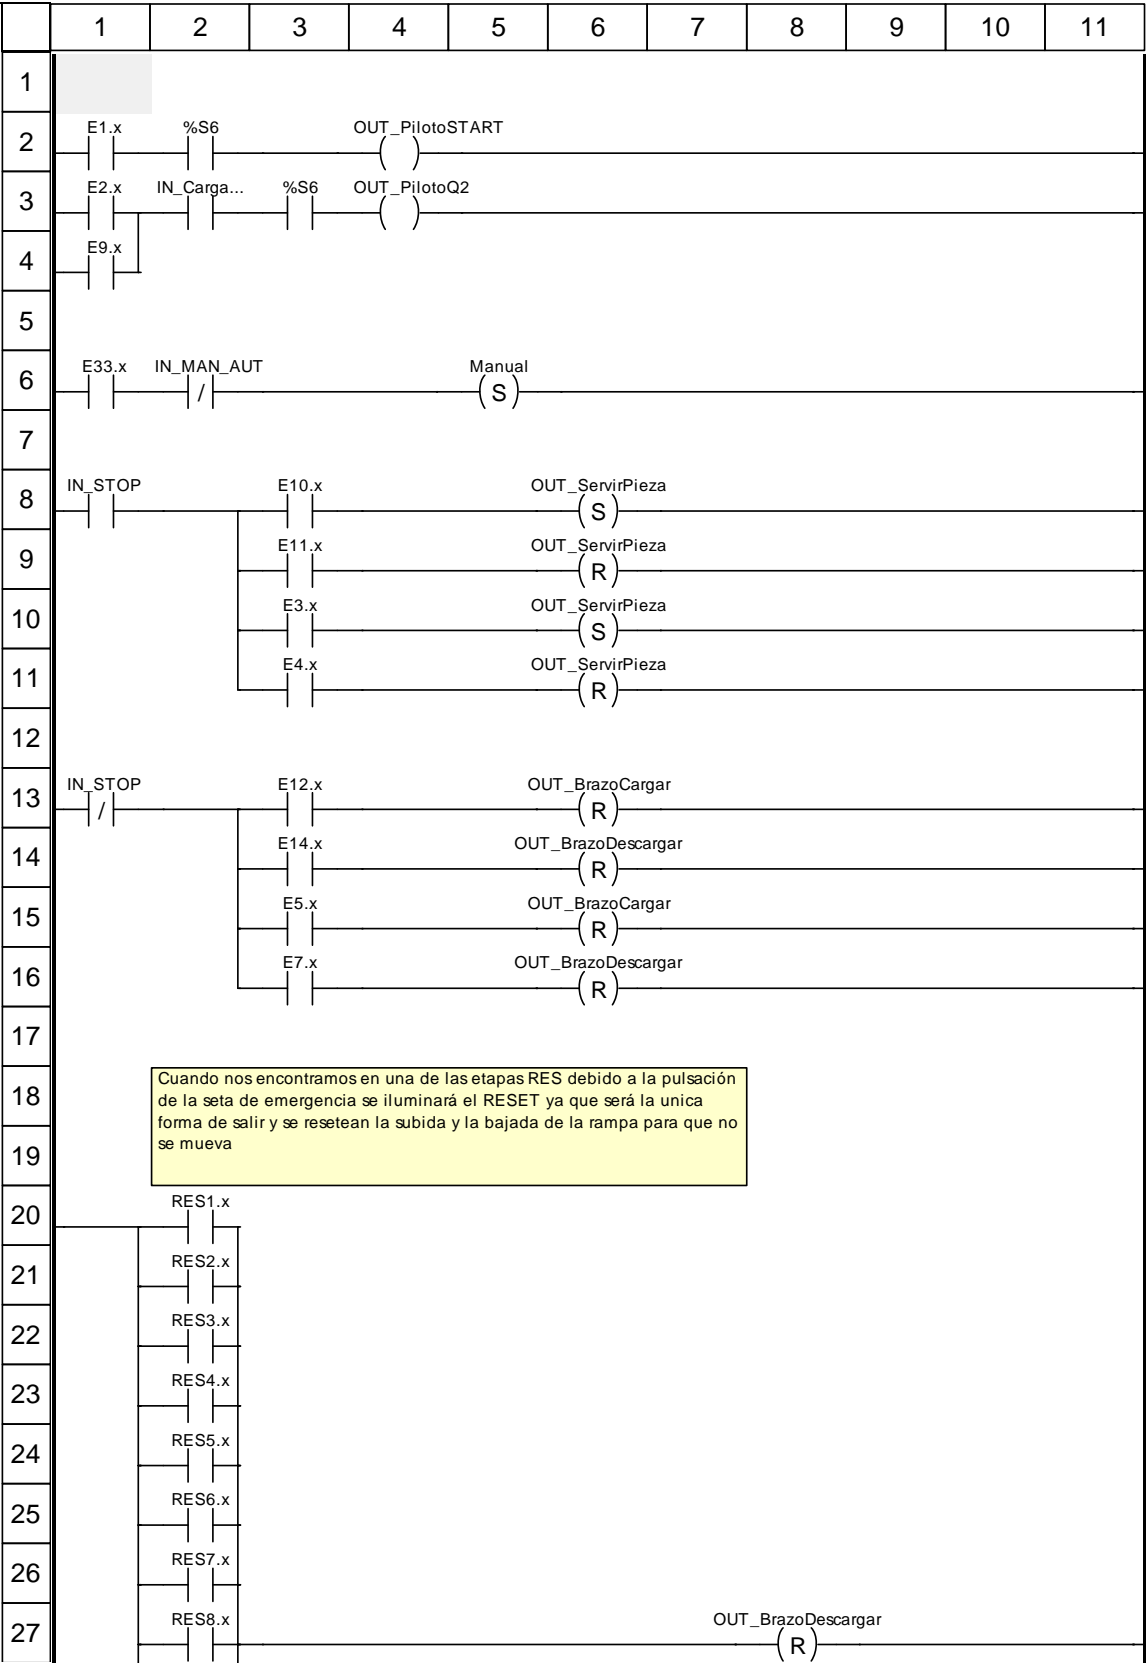 1 2 3 4 5 6 7 8 9 10 11
1
E1.x %S6 OUT_PilotoSTART
2
E2.x IN_Carga... %S6 OUT_PilotoQ2
3
E9.x
4
5
E33.x IN_MAN_AUT Manual
6 / S
7
IN_STOP E10.x OUT_ServirPieza
8 S
E11.x OUT_ServirPieza
9 R
E3.x OUT_ServirPieza
10 S
E4.x OUT_ServirPieza
11 R
12
IN_STOP E12.x OUT_BrazoCargar
13 / R
E14.x OUT_BrazoDescargar
14 R
E5.x OUT_BrazoCargar
15 R
E7.x OUT_BrazoDescargar
16 R
17
Cuando nos encontramos en una de las etapas RES debido a la pulsación
18 de la seta de emergencia se iluminará el RESET ya que será la unica
forma de salir y se resetean la subida y la bajada de la rampa para que no
se mueva
19
RES1.x
20
RES2.x
21
RES3.x
22
RES4.x
23
RES5.x
24
RES6.x
25
RES7.x
26
RES8.x OUT_BrazoDescargar
27 R